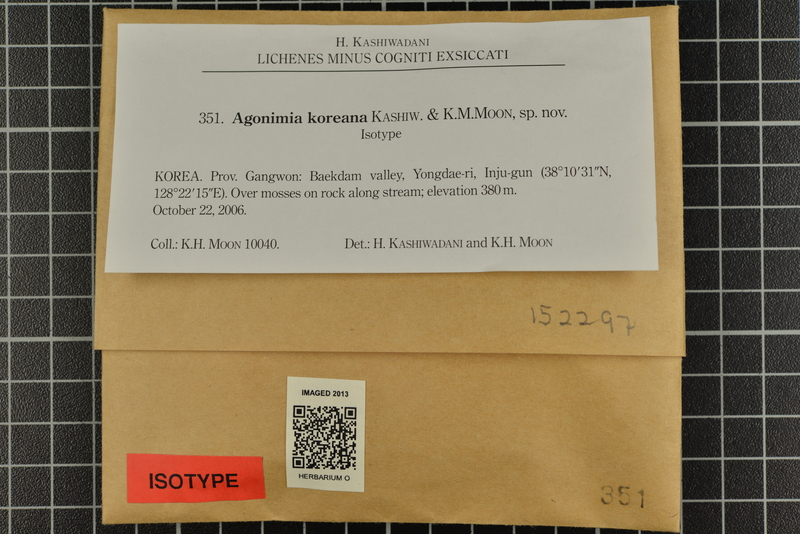 H. KASHIWADANI
LICHENES MINUS COGNITI EXSICCATI
351. Agonimia koreana KASHIW. & K.M.MOON, sp. nov.
Isotype
KOREA. Prov. Gangwon: Baekdam valley, Yongdae-ri, Inju-gun (38°10′31″N,
128°22′15″E). Over mosses on rock along stream; elevation 380 m.
October 22, 2006.
Coll.: K.H. MOON 10040. Det.: H. KASHIWADANI and K.H. MOON
152297
IMAGED 2013
HERBARIUM O
ISOTYPE
351